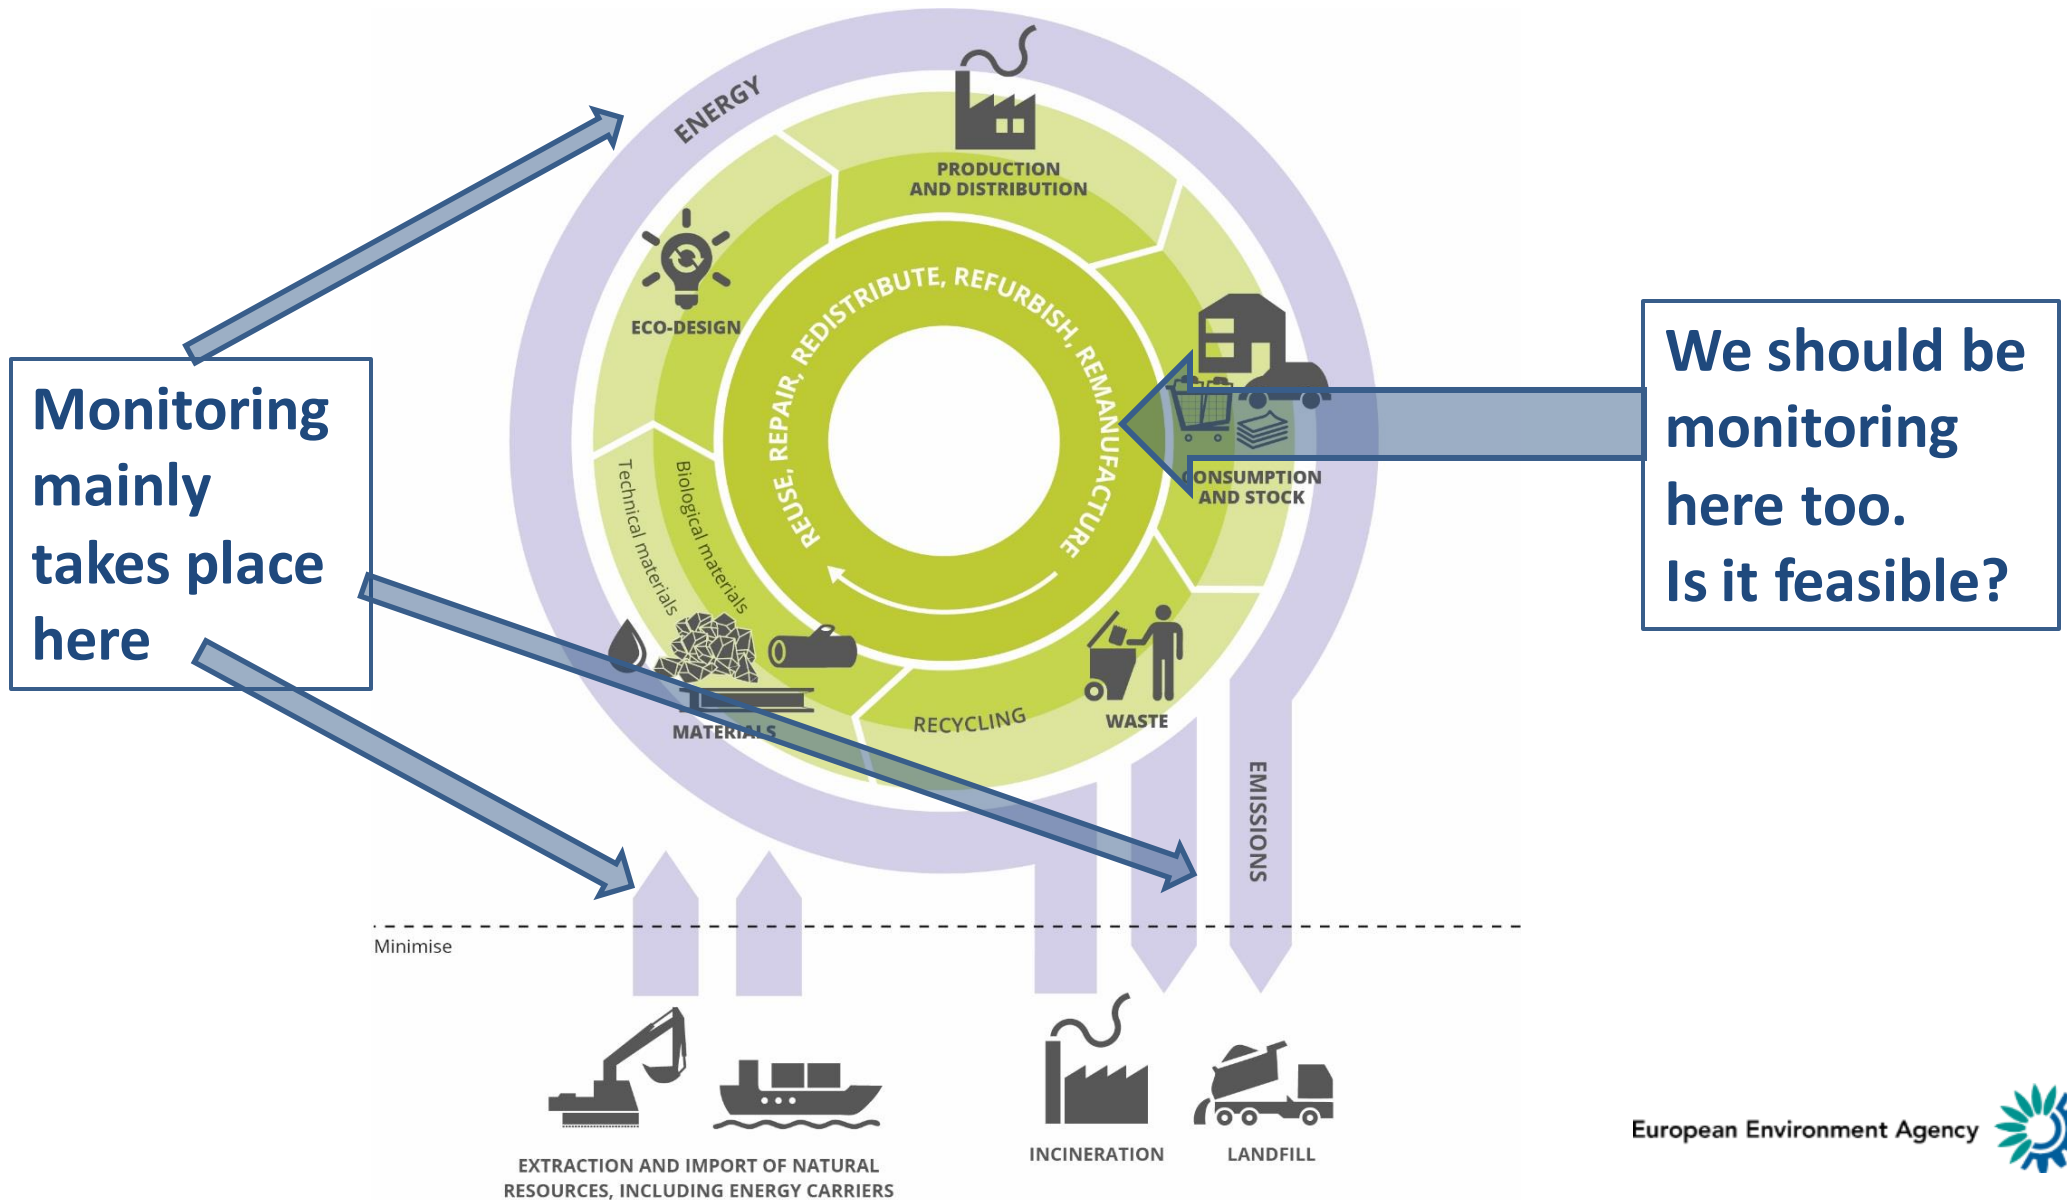 ENERGY
PRODUCTION
AND DISTRIBUTION
ECO-DESIGN
REUSE, REPAIR, REDISTRIBUTE, REFURBISH, REMANUFACTURE
Monitoring
mainly
takes place
here
We should be
monitoring
here too.
Is it feasible?
CONSUMPTION
AND STOCK
Technical materials
Biological materials
MATERIALS
RECYCLING
WASTE
EMISSIONS
Minimise
EXTRACTION AND IMPORT OF NATURAL
RESOURCES, INCLUDING ENERGY CARRIERS
INCINERATION
LANDFILL
European Environment Agency